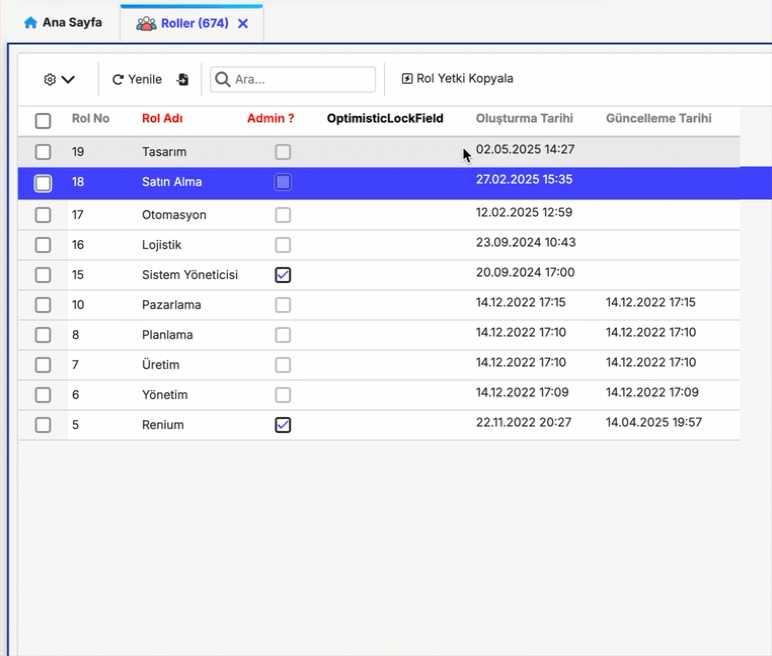 Ana Sayfa Roller (674)
Yenile Ara... Rol Yetki Kopyala
Rol No Rol Adı Admin ? OptimisticLockField Oluşturma Tarihi Güncelleme Tarihi
19 Tasarım 02.05.2025 14:27
18 Satın Alma 27.02.2025 15:35
17 Otomasyon 12.02.2025 12:59
16 Lojistik 23.09.2024 10:43
15 Sistem Yöneticisi 20.09.2024 17:00
10 Pazarlama 14.12.2022 17:15 14.12.2022 17:15
8 Planlama 14.12.2022 17:10 14.12.2022 17:10
7 Üretim 14.12.2022 17:10 14.12.2022 17:10
6 Yönetim 14.12.2022 17:09 14.12.2022 17:09
5 Renium 22.11.2022 20:27 14.04.2025 19:57